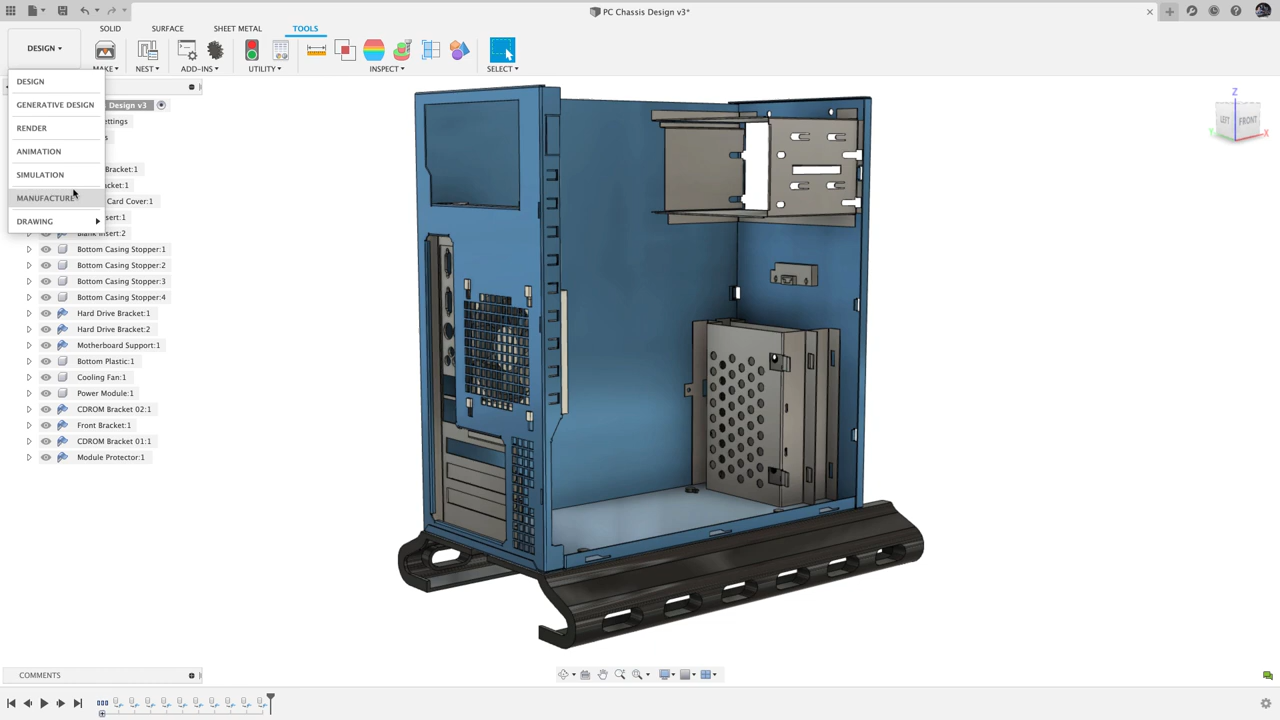 PC Chassis Design v3*
SOLID SURFACE SHEET METAL TOOLS
DESIGN
MAKE NEST ADD-INS UTILITY INSPECT SELECT
DESIGN
GENERATIVE DESIGN
RENDER
ANIMATION
SIMULATION
MANUFACTURE
DRAWING
Design v3
ettings
s
Bracket:1
acket:1
Card Cover:1
sert:1
Blank Insert:2
Bottom Casing Stopper:1
Bottom Casing Stopper:2
Bottom Casing Stopper:3
Bottom Casing Stopper:4
Hard Drive Bracket:1
Hard Drive Bracket:2
Motherboard Support:1
Bottom Plastic:1
Cooling Fan:1
Power Module:1
CDROM Bracket 02:1
Front Bracket:1
CDROM Bracket 01:1
Module Protector:1
Z
LEFT FRONT
Y X
COMMENTS